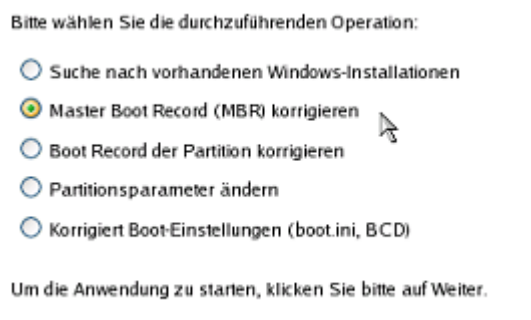 Bitte wählen Sie die durchzuführenden Operation:
Suche nach vorhandenen Windows-Installationen
Master Boot Record (MBR) korrigieren
Boot Record der Partition korrigieren
Partitionsparameter ändern
Korrigiert Boot-Einstellungen (boot.ini, BCD)
Um die Anwendung zu starten, klicken Sie bitte auf Weiter.